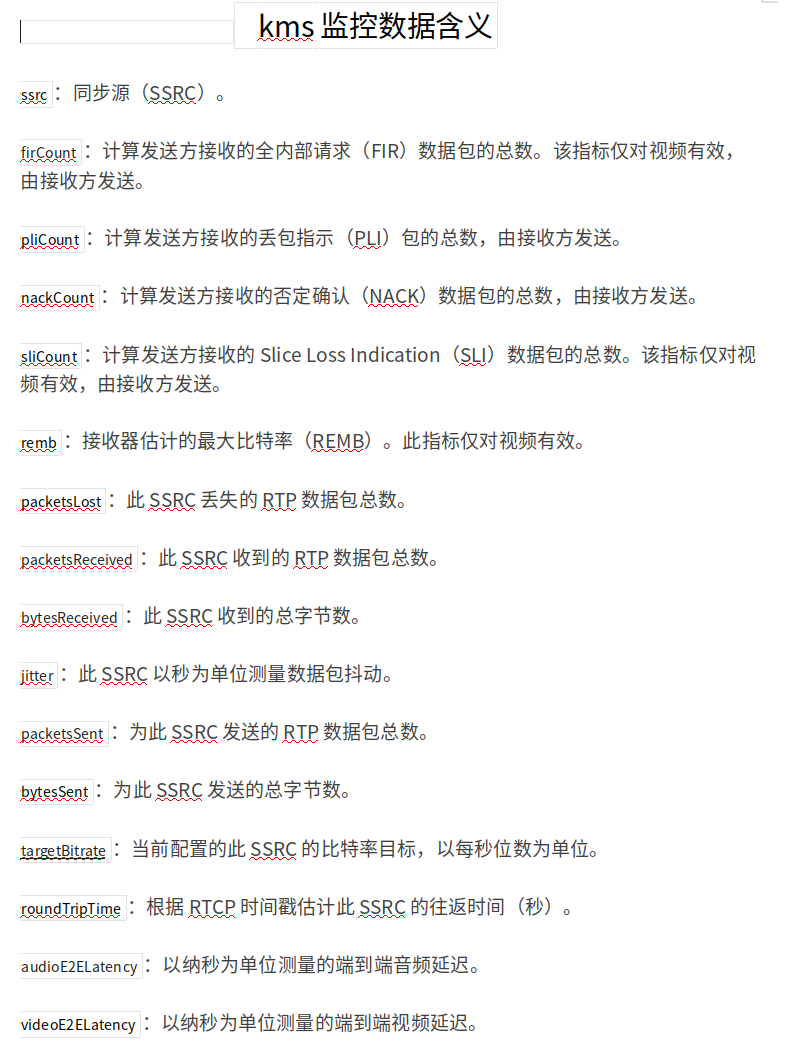 kms 监控数据含义
ssrc：同步源（SSRC）。
firCount：计算发送方接收的全内部请求（FIR）数据包的总数。该指标仅对视频有效，
由接收方发送。
pliCount：计算发送方接收的丢包指示（PLI）包的总数，由接收方发送。
nackCount：计算发送方接收的否定确认（NACK）数据包的总数，由接收方发送。
sliCount：计算发送方接收的 Slice Loss Indication（SLI）数据包的总数。该指标仅对视
频有效，由接收方发送。
remb：接收器估计的最大比特率（REMB）。此指标仅对视频有效。
packetsLost：此 SSRC 丢失的 RTP 数据包总数。
packetsReceived：此 SSRC 收到的 RTP 数据包总数。
bytesReceived：此 SSRC 收到的总字节数。
jitter：此 SSRC 以秒为单位测量数据包抖动。
packetsSent：为此 SSRC 发送的 RTP 数据包总数。
bytesSent：为此 SSRC 发送的总字节数。
targetBitrate：当前配置的此 SSRC 的比特率目标，以每秒位数为单位。
roundTripTime：根据 RTCP 时间戳估计此 SSRC 的往返时间（秒）。
audioE2ELatency：以纳秒为单位测量的端到端音频延迟。
videoE2ELatency：以纳秒为单位测量的端到端视频延迟。